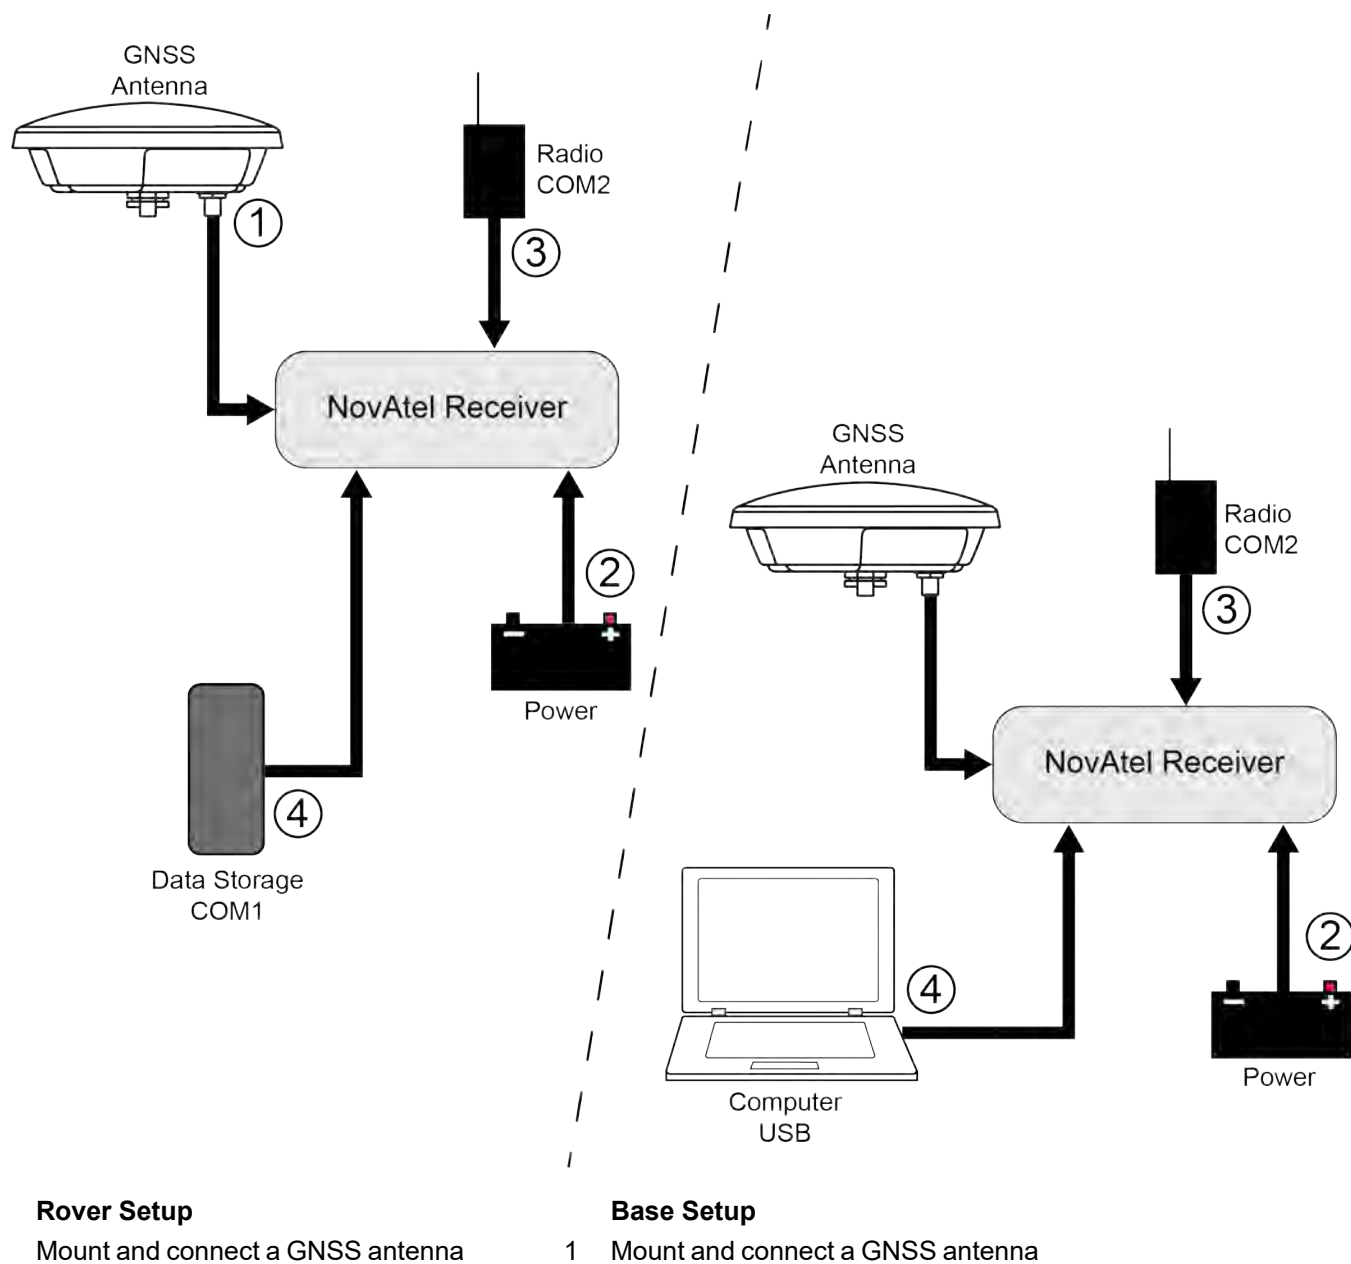 GNSS
Antenna
1
Radio
COM2
3
NovAtel Receiver
2
Power
4
Data Storage
COM1
GNSS
Antenna
Radio
COM2
3
NovAtel Receiver
2
Power
4
Computer
USB
Rover Setup
Mount and connect a GNSS antenna
Base Setup
1 Mount and connect a GNSS antenna